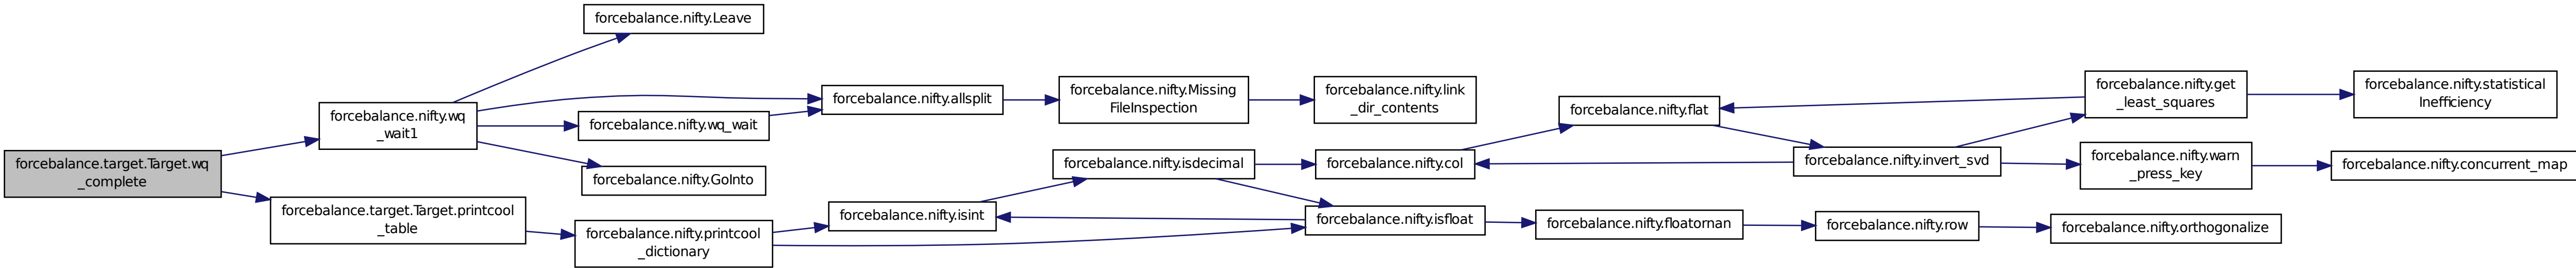 forcebalance.target.Target.wq
_complete
forcebalance.nifty.wq
_wait1
forcebalance.target.Target.printcool
_table
forcebalance.nifty.Leave
forcebalance.nifty.wq_wait
forcebalance.nifty.GoInto
forcebalance.nifty.printcool
_dictionary
forcebalance.nifty.allsplit
forcebalance.nifty.isint
forcebalance.nifty.Missing
FileInspection
forcebalance.nifty.isdecimal
forcebalance.nifty.link
_dir_contents
forcebalance.nifty.col
forcebalance.nifty.isfloat
forcebalance.nifty.flat
forcebalance.nifty.floatornan
forcebalance.nifty.invert_svd
forcebalance.nifty.row
forcebalance.nifty.get
_least_squares
forcebalance.nifty.warn
_press_key
forcebalance.nifty.orthogonalize
forcebalance.nifty.statistical
Inefficiency
forcebalance.nifty.concurrent_map